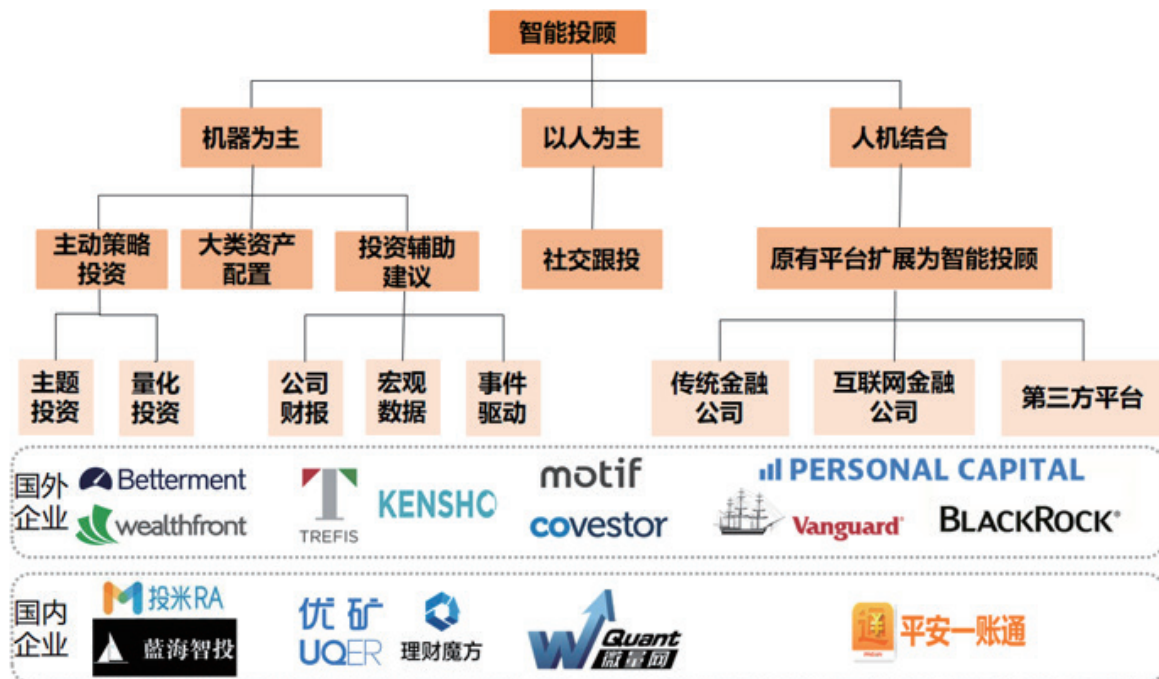 智能投顾
机器为主
以人为主
人机结合
主动策略
投资
大类资产
配置
投资辅助
建议
社交跟投
原有平台扩展为智能投顾
主题
投资
量化
投资
公司
财报
宏观
数据
事件
驱动
传统金融
公司
互联网金融
公司
第三方平台
国外
企业
Betterment
wealthfront
TREFIS
KENSHO
motif
covestor
PERSONAL CAPITAL
Vanguard
BLACKROCK®
国内
企业
投米RA
蓝海智投
优矿
UQER
理财魔方
W Quant
微量网
通
平安一账通